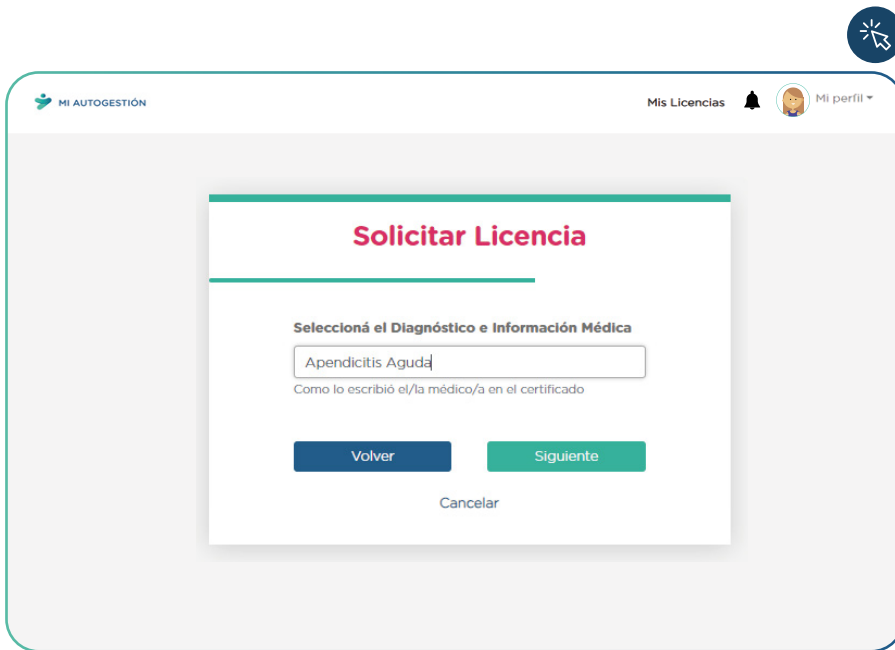 MI AUTOGESTIÓN
Mis Licencias
Mi perfil
Solicitar Licencia
Seleccioná el Diagnóstico e Información Médica
Apendicitis Aguda
Como lo escribió el/la médico/a en el certificado
Volver
Siguiente
Cancelar